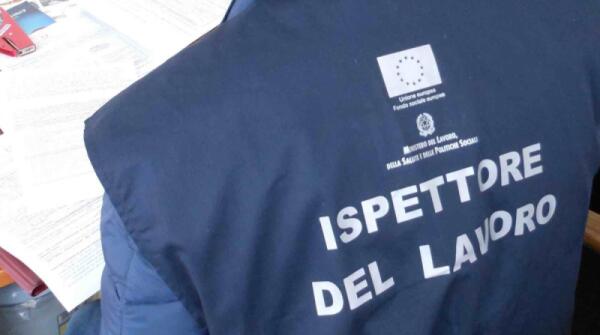 Unione europea
Fondo sociale europeo
MINISTERO DEL LAVORO,
DELLA SALUTE E DELLE POLITICHE SOCIALI
ISPETTORE
DEL LAVORO